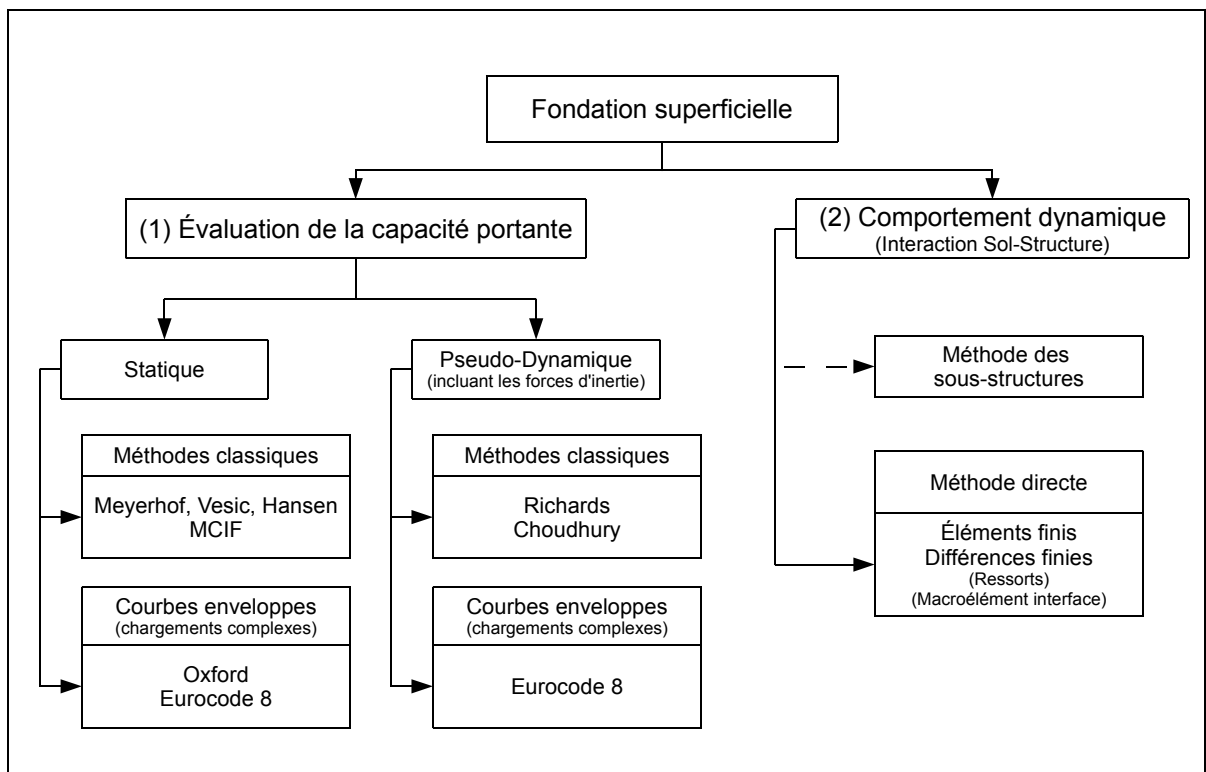 Fondation superficielle
(1) Évaluation de la capacité portante
(2) Comportement dynamique
(Interaction Sol-Structure)
Statique
Pseudo-Dynamique
(incluant les forces d'inertie)
Méthode des
sous-structures
Méthodes classiques
Meyerhof, Vesic, Hansen
MCIF
Méthodes classiques
Richards
Choudhury
Méthode directe
Éléments finis
Différences finies
(Ressorts)
(Macroélément interface)
Courbes enveloppes
(chargements complexes)
Oxford
Eurocode 8
Courbes enveloppes
(chargements complexes)
Eurocode 8